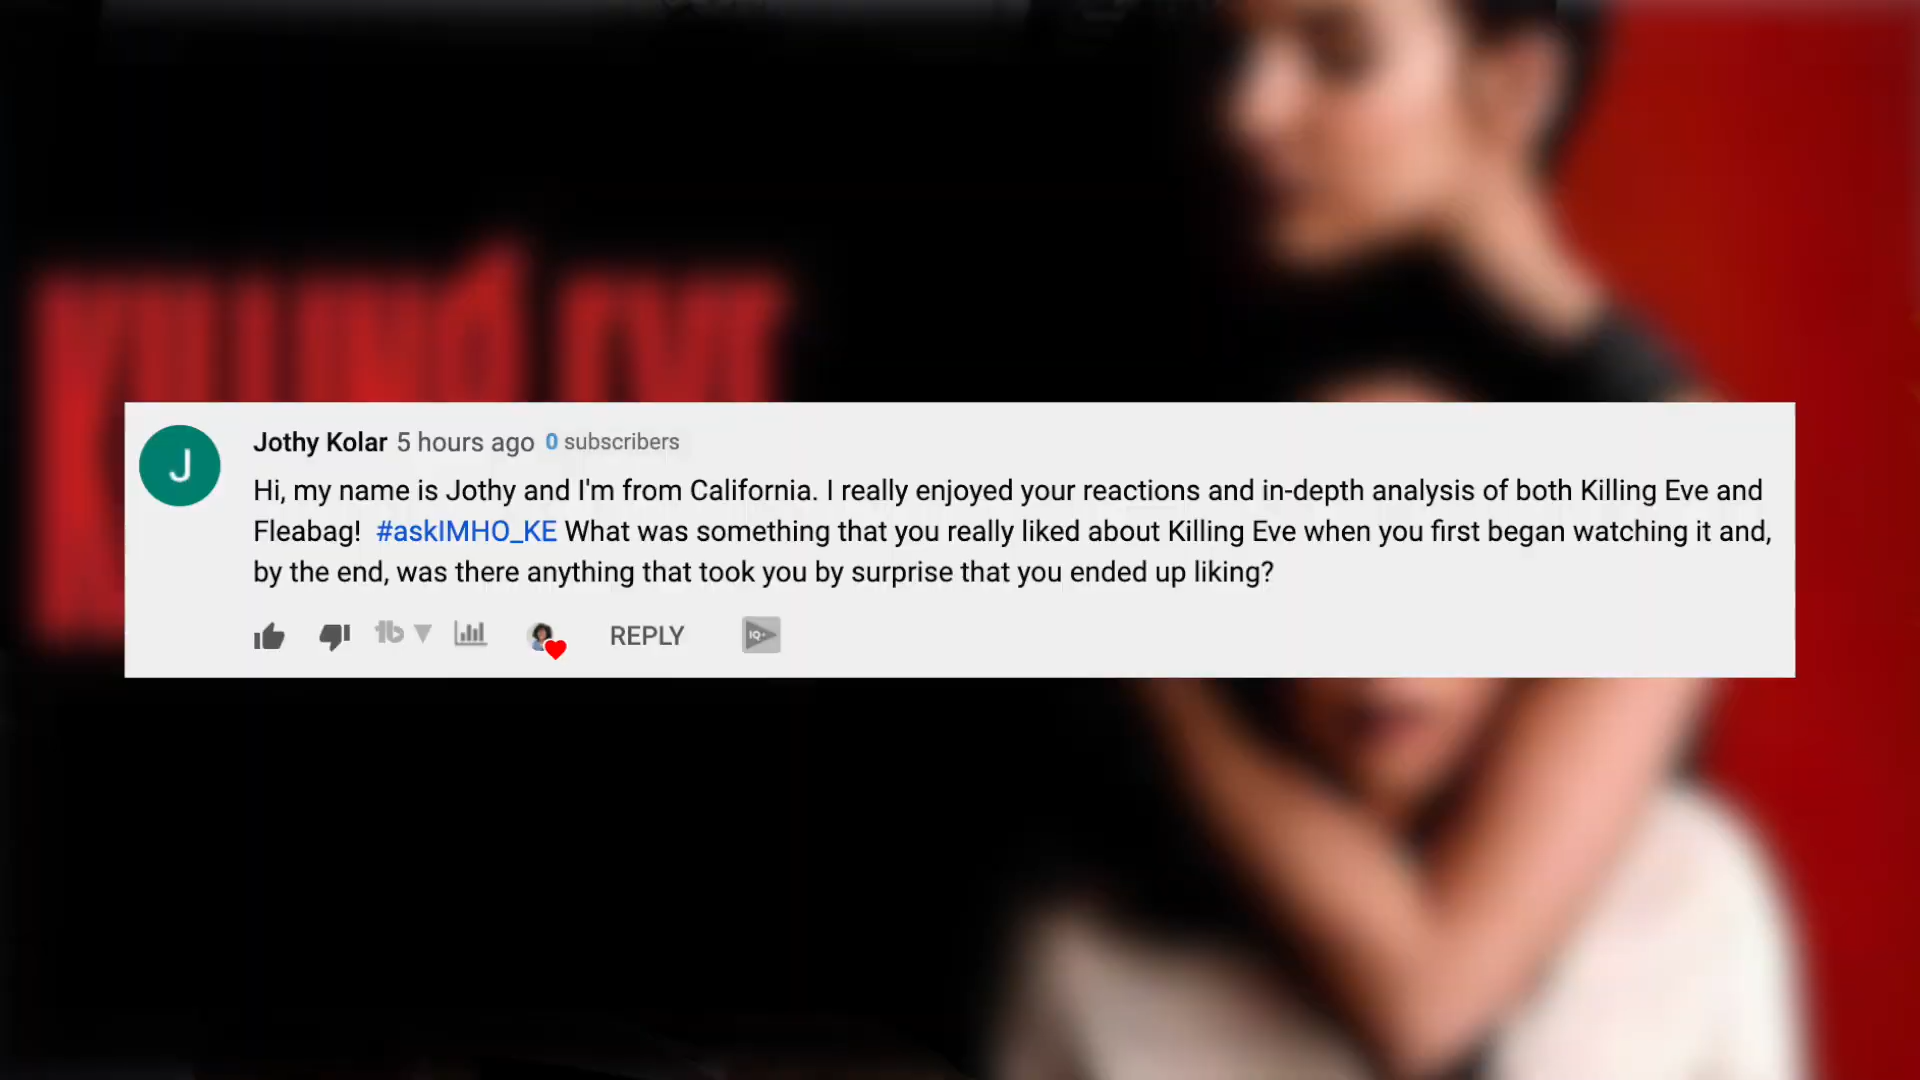 KILLING EVE
Jothy Kolar 5 hours ago 0 subscribers
Hi, my name is Jothy and I'm from California. I really enjoyed your reactions and in-depth analysis of both Killing Eve and
Fleabag! #askIMHO_KE What was something that you really liked about Killing Eve when you first began watching it and,
by the end, was there anything that took you by surprise that you ended up liking?
J
REPLY
IQ+